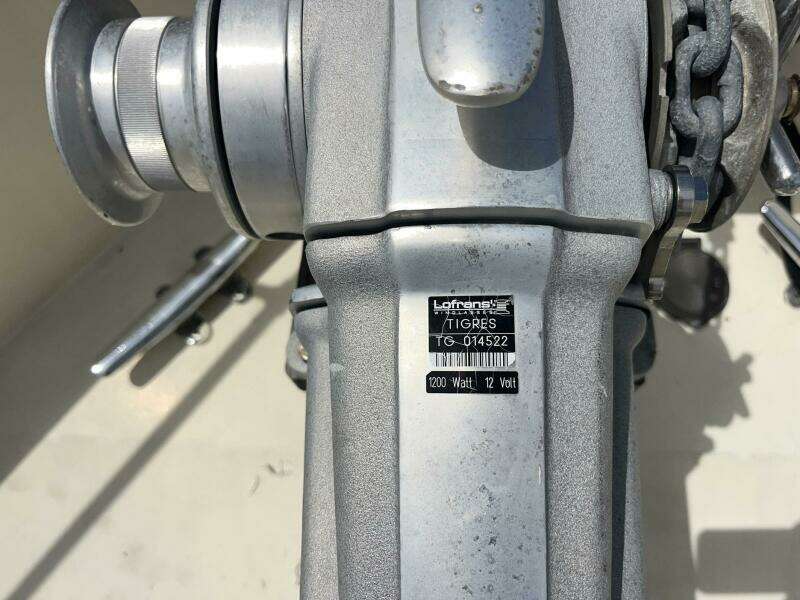 Lofrans'
WINDLASSES
TIGRES
TG 014522
1200 Watt 12 Volt